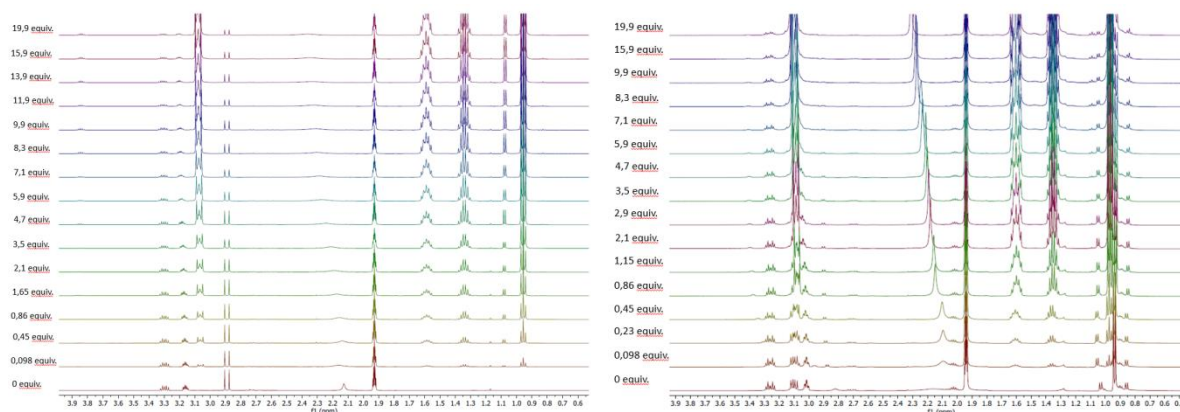 19,9 equiv.
15,9 equiv.
13,9 equiv.
11,9 equiv.
9,9 equiv.
8,3 equiv.
7,1 equiv.
5,9 equiv.
4,7 equiv.
3,5 equiv.
2,1 equiv.
1,65 equiv.
0,86 equiv.
0,45 equiv.
0,098 equiv.
0 equiv.
3.9 3.8 3.7 3.6 3.5 3.4 3.3 3.2 3.1 3.0 2.9 2.8 2.7 2.6 2.5 2.4 2.3 2.2 2.1 2.0 1.9 1.8 1.7 1.6 1.5 1.4 1.3 1.2 1.1 1.0 0.9 0.8 0.7 0.6
19,9 equiv.
15,9 equiv.
9,9 equiv.
8,3 equiv.
7,1 equiv.
5,9 equiv.
4,7 equiv.
3,5 equiv.
2,9 equiv.
2,1 equiv.
1,15 equiv.
0,86 equiv.
0,45 equiv.
0,23 equiv.
0,098 equiv.
0 equiv.
3.9 3.8 3.7 3.6 3.5 3.4 3.3 3.2 3.1 3.0 2.9 2.8 2.7 2.6 2.5 2.4 2.3 2.2 2.1 2.0 1.9 1.8 1.7 1.6 1.5 1.4 1.3 1.2 1.1 1.0 0.9 0.8 0.7 0.6